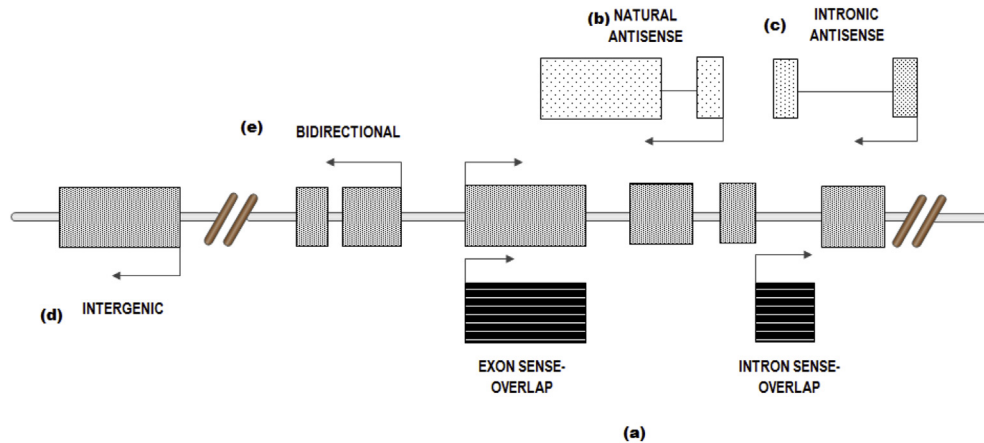 (b) NATURAL
ANTISENSE
(c) INTRONIC
ANTISENSE
(e)
BIDIRECTIONAL
INTERGENIC
(d)
EXON SENSE-
OVERLAP
INTRON SENSE-
OVERLAP
(a)